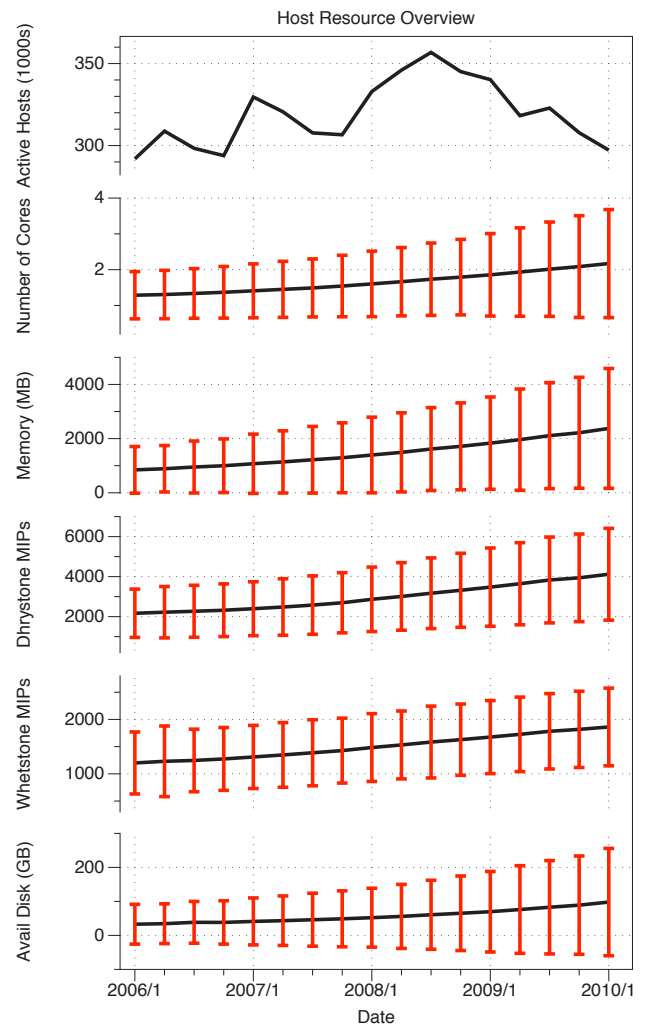 Host Resource Overview
Active Hosts (1000s)
350
300
Number of Cores
4
2
Memory (MB)
4000
2000
0
Dhrystone MIPs
6000
4000
2000
Whetstone MIPs
2000
1000
Avail Disk (GB)
200
0
2006/1 2007/1 2008/1 2009/1 2010/1
Date